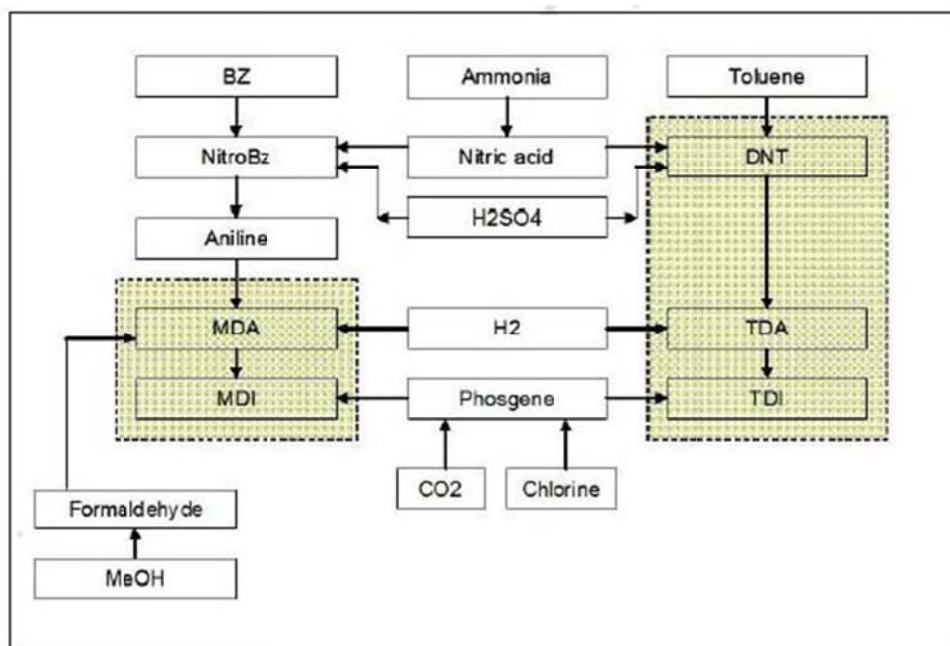 BZ
Ammonia
Toluene
NitroBz
Nitric acid
DNT
H2SO4
Aniline
MDA
H2
TDA
MDI
Phosgene
TDI
CO2
Chlorine
Formaldehyde
MeOH